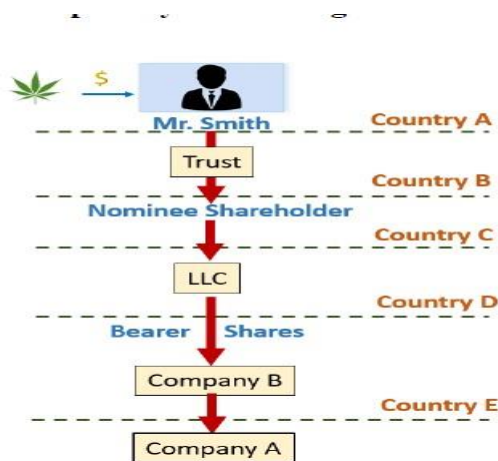 $
Mr. Smith
Country A
Trust
Country B
Nominee Shareholder
Country C
LLC
Country D
Bearer Shares
Company B
Country E
Company A